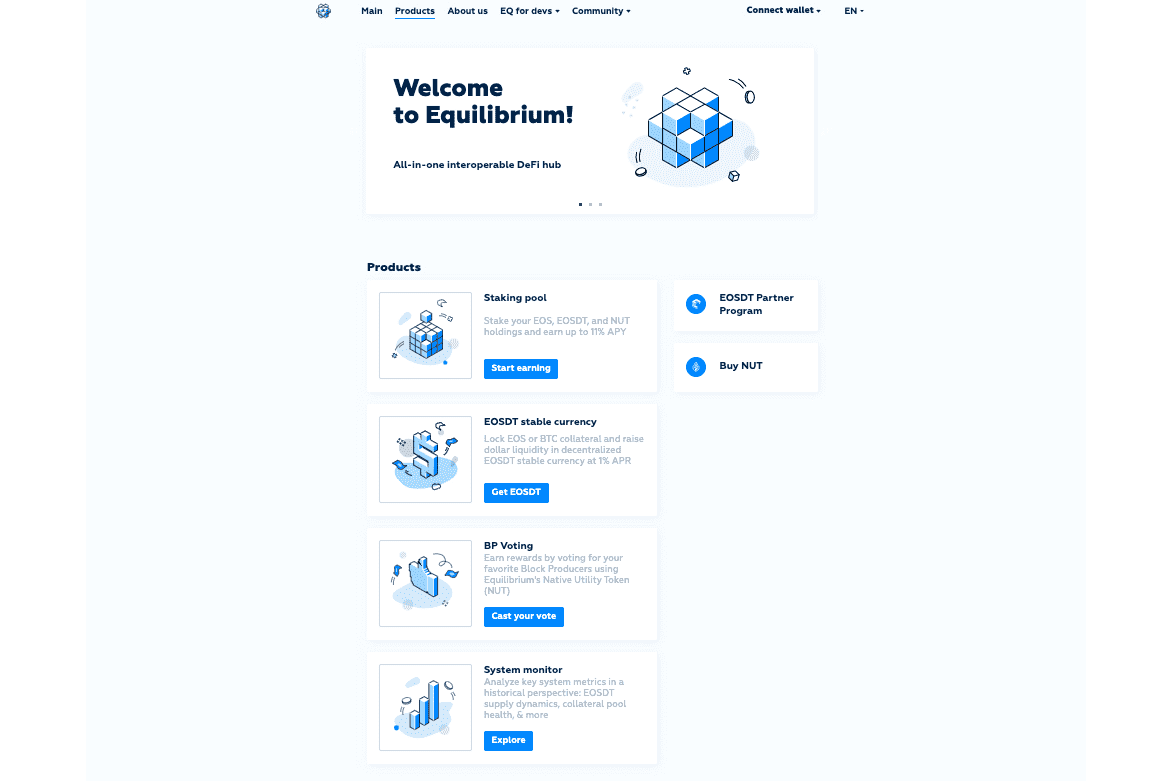 Main Products About us EQ for devs Community Connect wallet EN
Welcome
to Equilibrium!
All-in-one interoperable DeFi hub
Products
Staking pool
Stake your EOS, EOSDT, and NUT
holdings and earn up to 11% APY
Start earning
EOSDT Partner
Program
Buy NUT
EOSDT stable currency
Lock EOS or BTC collateral and raise
dollar liquidity in decentralized
EOSDT stable currency at 1% APR
Get EOSDT
BP Voting
Earn rewards by voting for your
favorite Block Producers using
Equilibrium's Native Utility Token
(NUT)
Cast your vote
System monitor
Analyze key system metrics in a
historical perspective: EOSDT
supply dynamics, collateral pool
health, & more
Explore